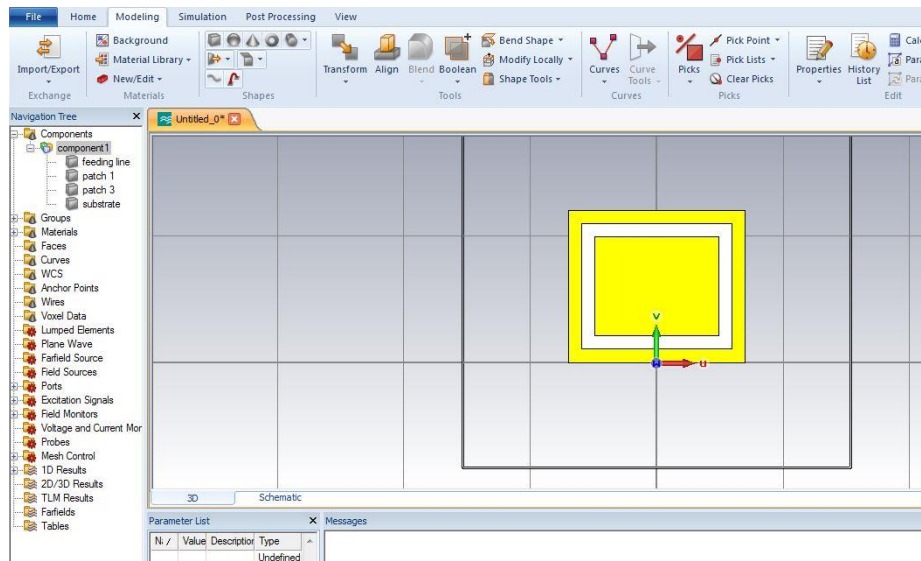 File Home Modeling Simulation Post Processing View
Background
Material Library
New/Edit
Import/Export
Exchange
Materials
Shapes
Transform Align Blend Boolean
Bend Shape
Modify Locally
Shape Tools
Tools
Curves Curve Tools
Curves
Picks
Pick Point
Pick Lists
Clear Picks
Picks
Properties History List
Edit
Navigation Tree X
Untitled_0*
Components
component1
feeding line
patch 1
patch 3
substrate
Groups
Materials
Faces
Curves
WCS
Anchor Points
Wires
Voxel Data
Lumped Elements
Plane Wave
Farfield Source
Field Sources
Ports
Excitation Signals
Field Monitors
Voltage and Current Mor
Probes
Mesh Control
1D Results
2D/3D Results
TLM Results
Farfields
Tables
v
u
3D Schematic
Parameter List X
Messages
Value Description Type
Undefined